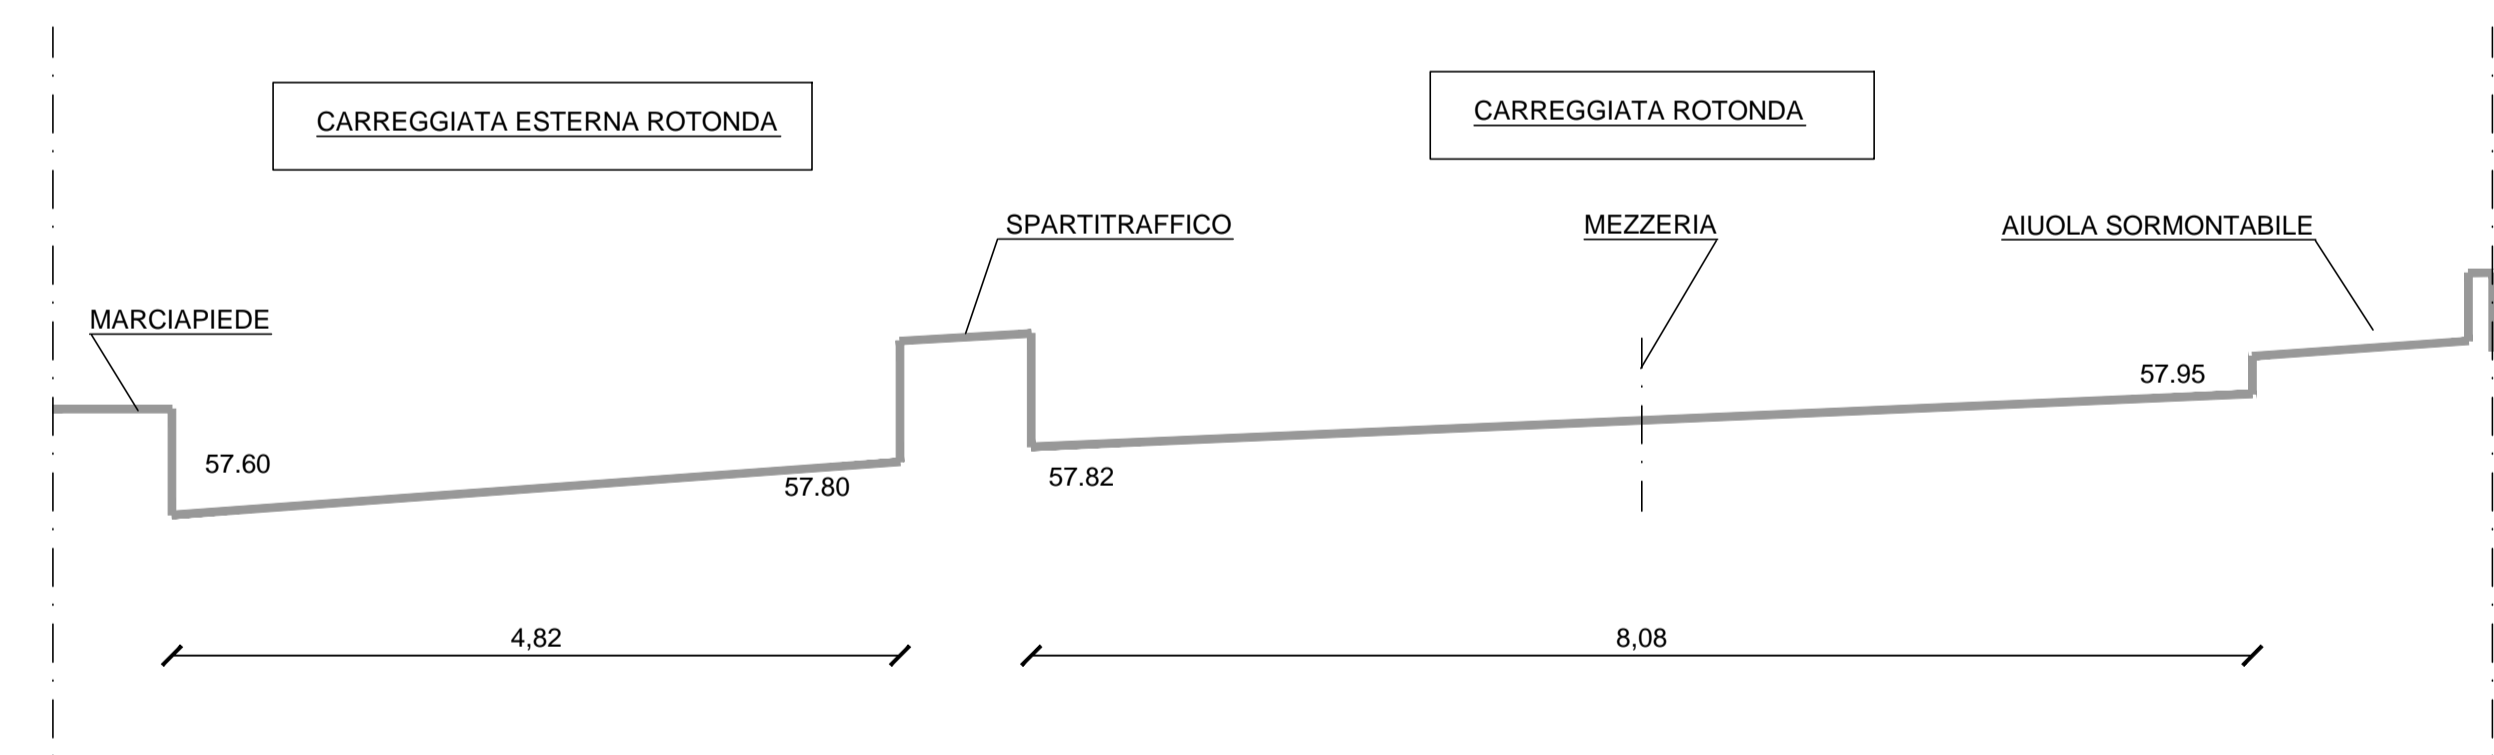 CARREGGIATA ESTERNA ROTONDA
CARREGGIATA ROTONDA
SPARTITRAFFICO
MEZZERIA
AIUOLA SORMONTABILE
MARCIAPIEDE
57.95
57.60
57.80
57.82
4,82
8,08